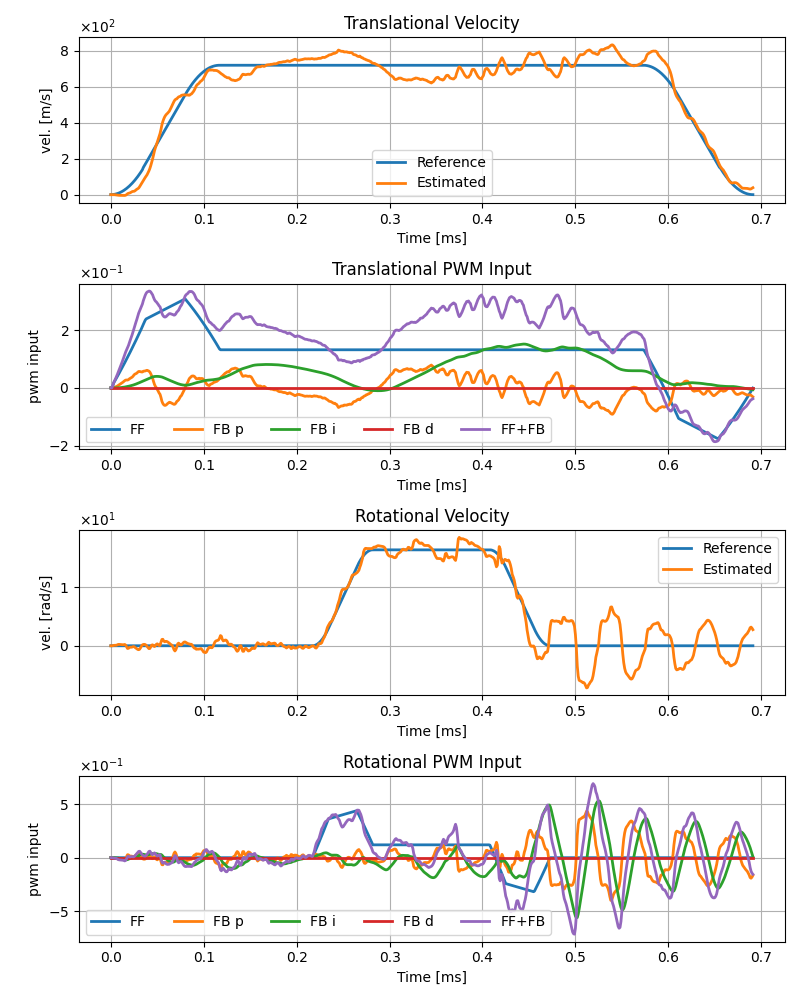 Translational Velocity
×10²
8
6
4
2
0
vel. [m/s]
Reference
Estimated
0.0 0.1 0.2 0.3 0.4 0.5 0.6 0.7
Time [ms]
Translational PWM Input
×10⁻¹
2
0
−2
pwm input
FF FB p FB i FB d FF+FB
0.0 0.1 0.2 0.3 0.4 0.5 0.6 0.7
Time [ms]
Rotational Velocity
×10¹
1
0
vel. [rad/s]
Reference
Estimated
0.0 0.1 0.2 0.3 0.4 0.5 0.6 0.7
Time [ms]
Rotational PWM Input
×10⁻¹
5
0
−5
pwm input
FF FB p FB i FB d FF+FB
0.0 0.1 0.2 0.3 0.4 0.5 0.6 0.7
Time [ms]